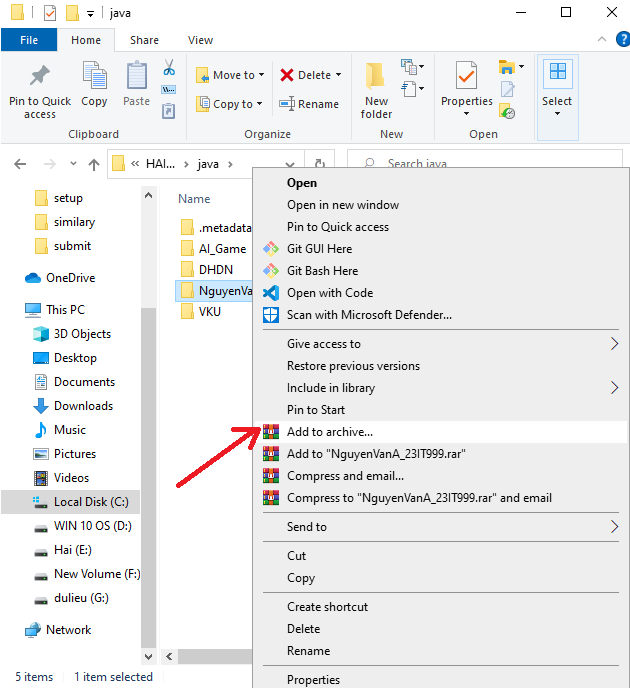 java
File Home Share View
Pin to Quick access
Copy
Paste
Clipboard
Move to
Copy to
Delete
Rename
Organize
New folder
New
Properties
Open
Select
« HAI... › java ›
Search java
setup
similary
submit
OneDrive
This PC
3D Objects
Desktop
Documents
Downloads
Music
Pictures
Videos
Local Disk (C:)
WIN 10 OS (D:)
Hai (E:)
New Volume (F:)
dulieu (G:)
Network
Name
.metadata
AI_Game
DHDN
NguyenVa
VKU
Open
Open in new window
Pin to Quick access
Git GUI Here
Git Bash Here
Open with Code
Scan with Microsoft Defender...
Give access to
Restore previous versions
Include in library
Pin to Start
Add to archive...
Add to "NguyenVanA_23IT999.rar"
Compress and email...
Compress to "NguyenVanA_23IT999.rar" and email
Send to
Cut
Copy
Create shortcut
Delete
Rename
Properties
5 items 1 item selected